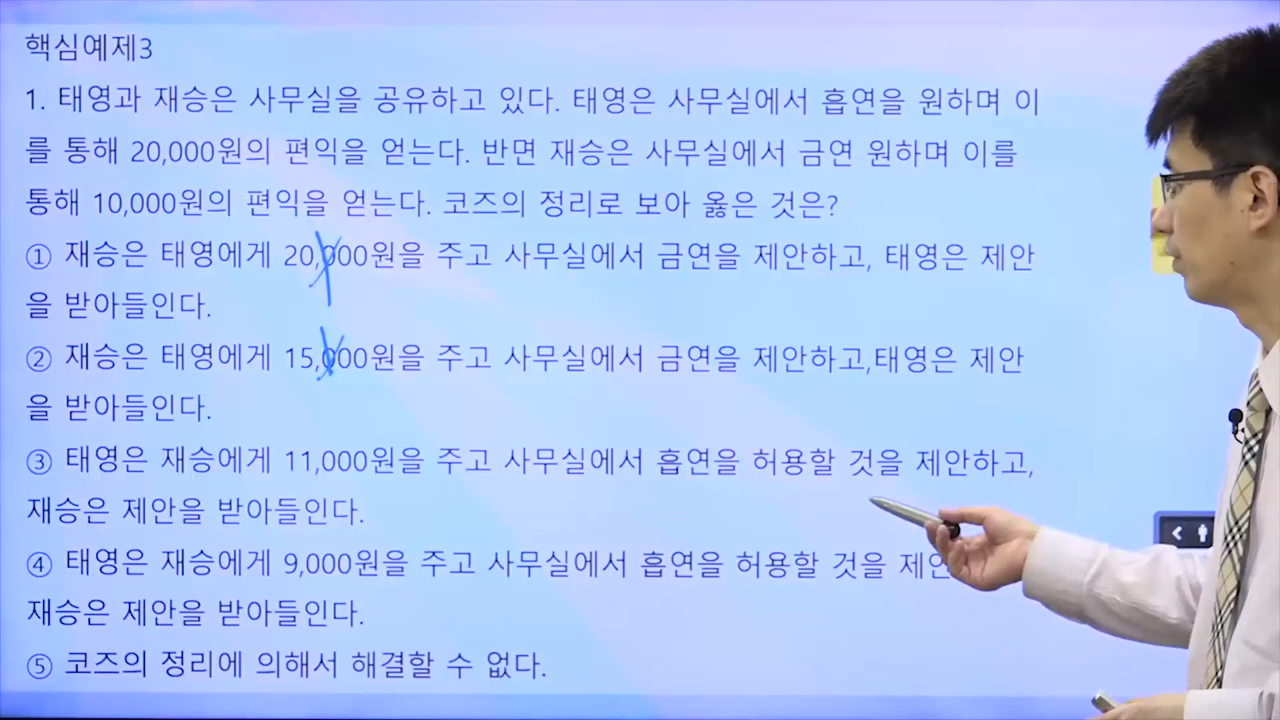 핵심예제3
1. 태영과 재승은 사무실을 공유하고 있다. 태영은 사무실에서 흡연을 원하며 이
를 통해 20,000원의 편익을 얻는다. 반면 재승은 사무실에서 금연 원하며 이를
통해 10,000원의 편익을 얻는다. 코즈의 정리로 보아 옳은 것은?
① 재승은 태영에게 20,000원을 주고 사무실에서 금연을 제안하고, 태영은 제안
을 받아들인다.
② 재승은 태영에게 15,000원을 주고 사무실에서 금연을 제안하고,태영은 제안
을 받아들인다.
③ 태영은 재승에게 11,000원을 주고 사무실에서 흡연을 허용할 것을 제안하고,
재승은 제안을 받아들인다.
④ 태영은 재승에게 9,000원을 주고 사무실에서 흡연을 허용할 것을 제안
재승은 제안을 받아들인다.
⑤ 코즈의 정리에 의해서 해결할 수 없다.